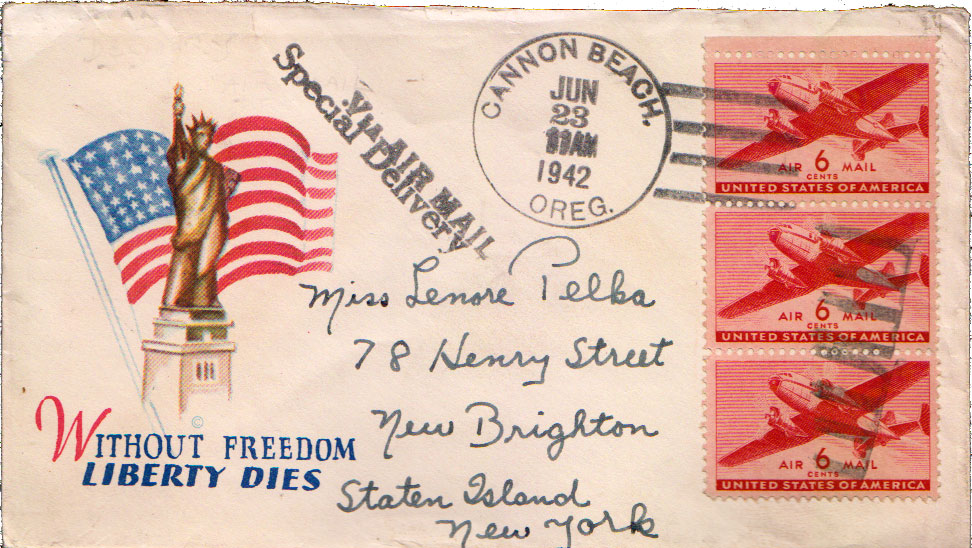 VIA AIR MAIL
Special Delivery
CANNON BEACH.
JUN
23
11AM
1942
OREG.
AIR 6 MAIL
CENTS
UNITED STATES OF AMERICA
AIR 6 MAIL
CENTS
UNITED STATES OF AMERICA
AIR 6 MAIL
CENTS
UNITED STATES OF AMERICA
Miss Lenore Pelka
78 Henry Street
New Brighton
Staten Island
New York
©
WITHOUT FREEDOM
LIBERTY DIES